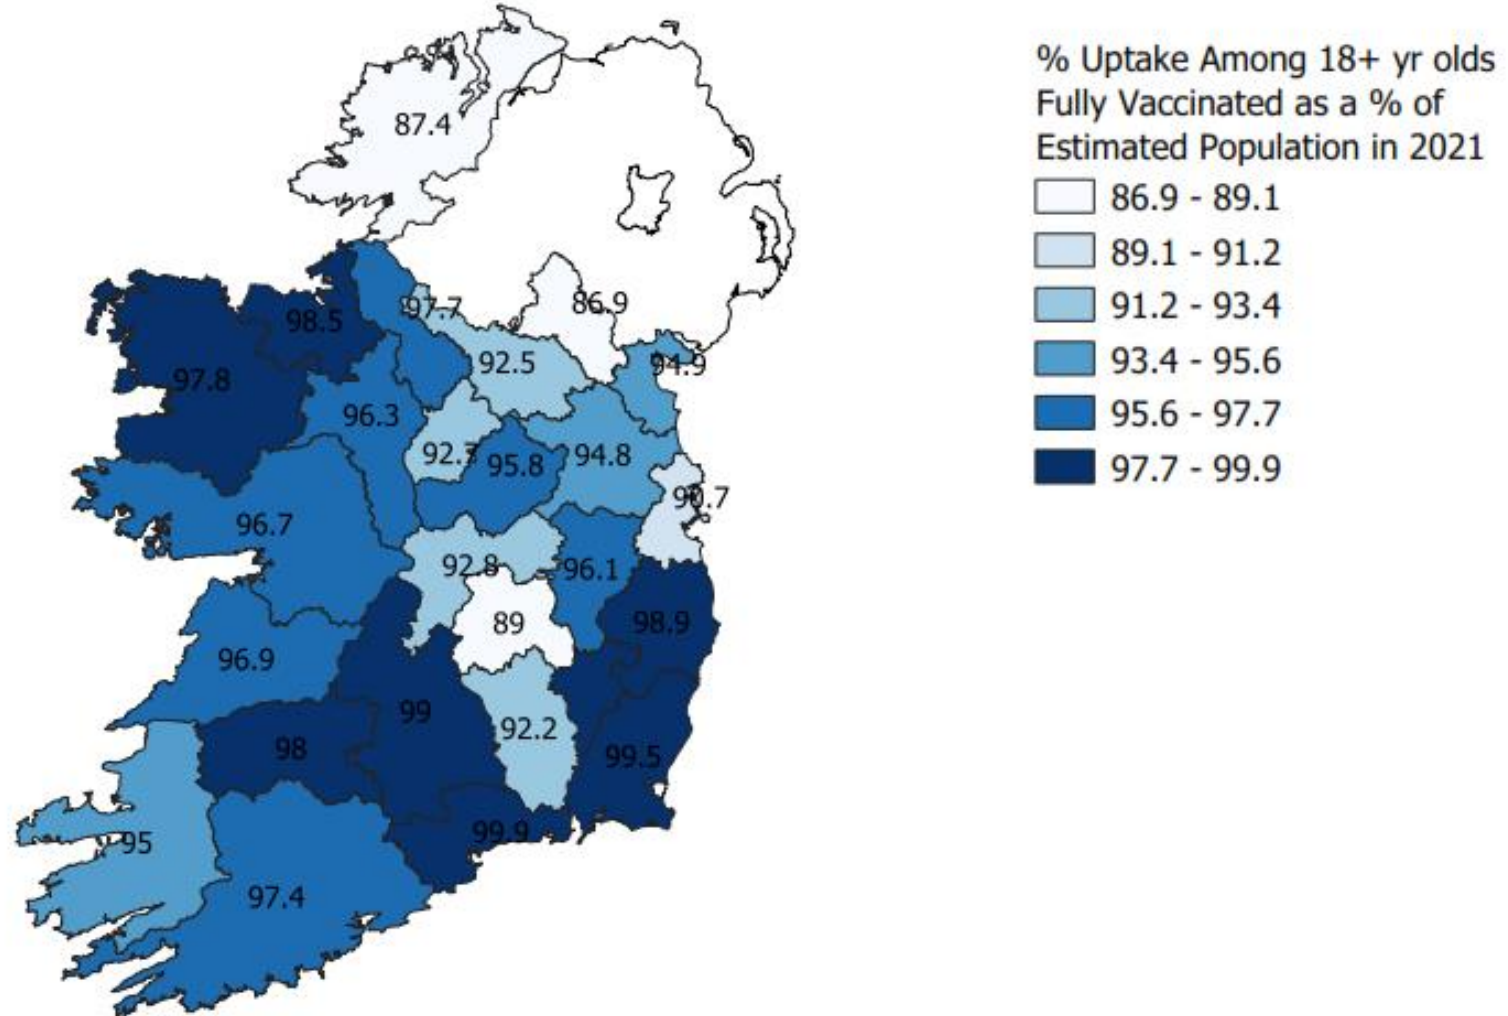 % Uptake Among 18+ yr olds
Fully Vaccinated as a % of
Estimated Population in 2021
86.9 - 89.1
89.1 - 91.2
91.2 - 93.4
93.4 - 95.6
95.6 - 97.7
97.7 - 99.9
87.4
97.7
86.9
98.5
92.5
94.9
97.8
96.3
92.7
95.8
94.8
90.7
96.7
92.8
96.1
89
98.9
96.9
99
92.2
98
99.5
99.9
95
97.4